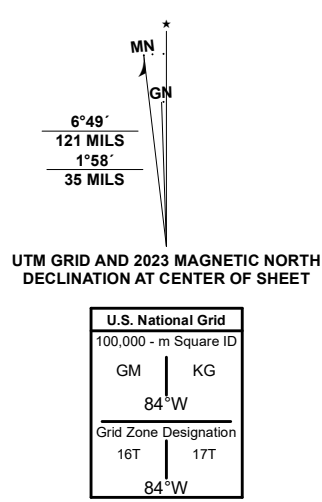 ★
MN
GN
6°49´
121 MILS
1°58´
35 MILS
UTM GRID AND 2023 MAGNETIC NORTH
DECLINATION AT CENTER OF SHEET
U.S. National Grid
100,000 - m Square ID
GM KG
84°W
Grid Zone Designation
16T 17T
84°W